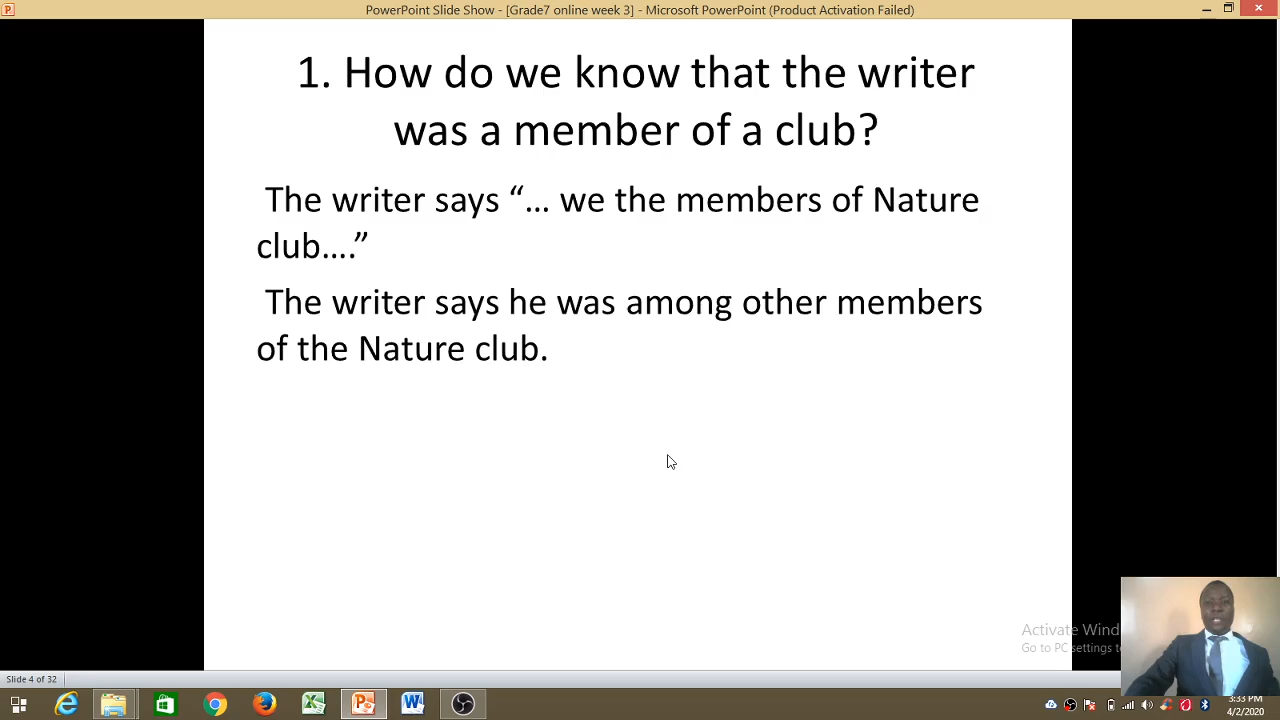 PowerPoint Slide Show - [Grade7 online week 3] - Microsoft PowerPoint (Product Activation Failed)
1. How do we know that the writer
was a member of a club?
The writer says “... we the members of Nature
club....”
The writer says he was among other members
of the Nature club.
Activate Wind
Go to PC settings t
Slide 4 of 32
3:33 PM
4/2/2020